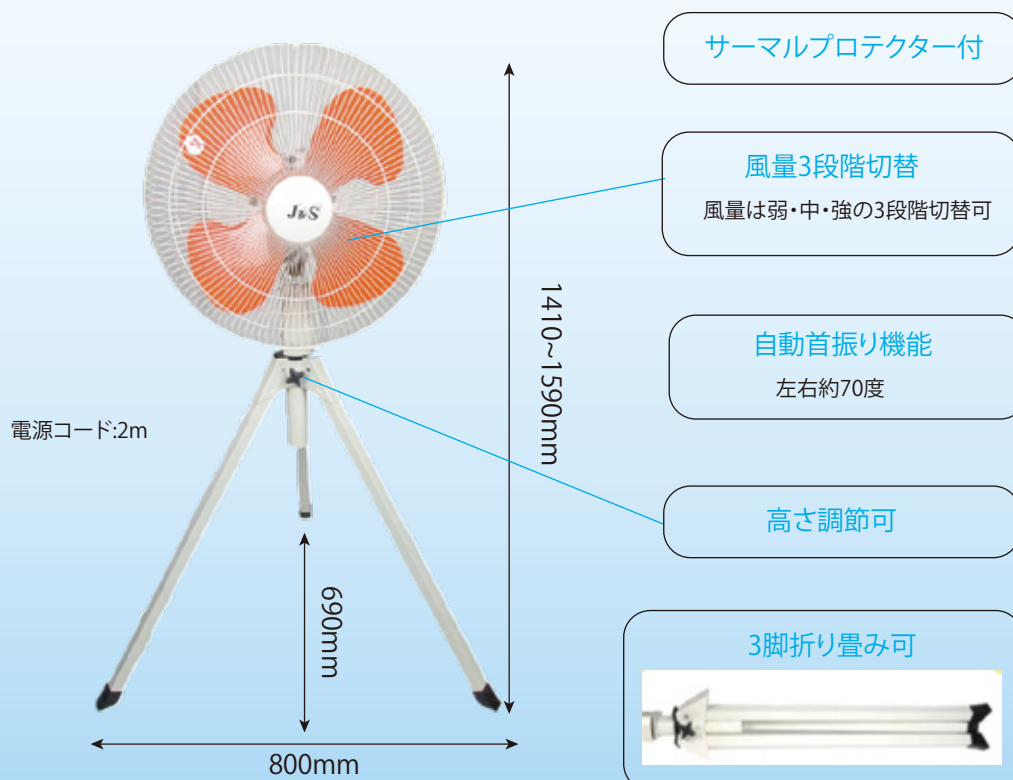 サーマルプロテクター付
風量3段階切替
風量は弱・中・強の3段階切替可
J&S
1410~1590mm
自動首振り機能
左右約70度
電源コード:2m
高さ調節可
690mm
3脚折り畳み可
800mm